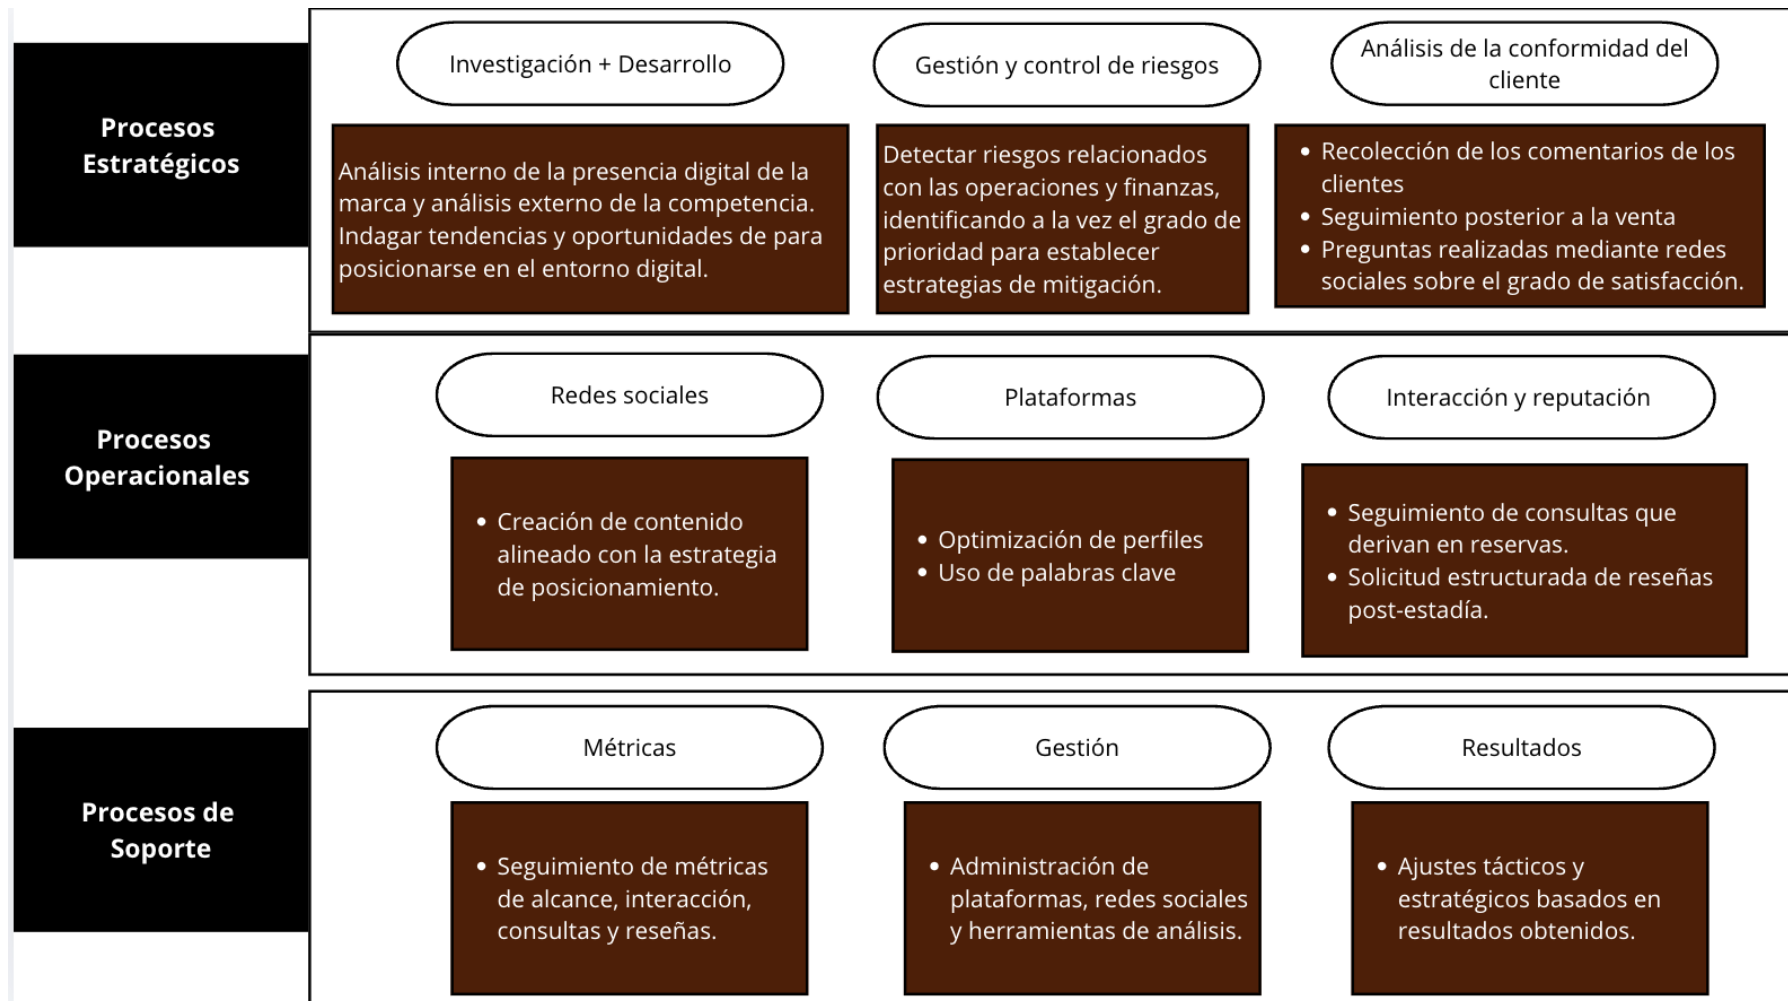 Procesos
Estratégicos
Investigación + Desarrollo
Análisis interno de la presencia digital de la
marca y análisis externo de la competencia.
Indagar tendencias y oportunidades de para
posicionarse en el entorno digital.
Gestión y control de riesgos
Detectar riesgos relacionados
con las operaciones y finanzas,
identificando a la vez el grado de
prioridad para establecer
estrategias de mitigación.
Análisis de la conformidad del
cliente
• Recolección de los comentarios de los
clientes
• Seguimiento posterior a la venta
• Preguntas realizadas mediante redes
sociales sobre el grado de satisfacción.
Procesos
Operacionales
Redes sociales
• Creación de contenido
alineado con la estrategia
de posicionamiento.
Plataformas
• Optimización de perfiles
• Uso de palabras clave
Interacción y reputación
• Seguimiento de consultas que
derivan en reservas.
• Solicitud estructurada de reseñas
post-estadía.
Procesos de
Soporte
Métricas
• Seguimiento de métricas
de alcance, interacción,
consultas y reseñas.
Gestión
• Administración de
plataformas, redes sociales
y herramientas de análisis.
Resultados
• Ajustes tácticos y
estratégicos basados en
resultados obtenidos.